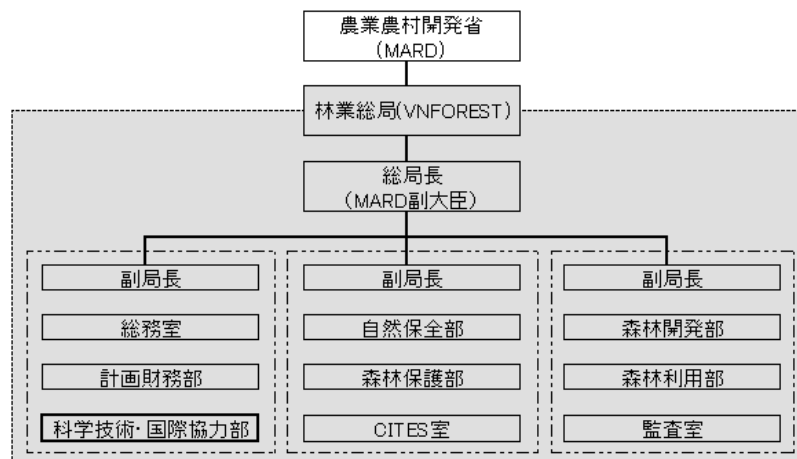 農業農村開発省
(MARD)
林業総局(VNFOREST)
総局長
(MARD副大臣)
副局長
副局長
副局長
総務室
自然保全部
森林開発部
計画財務部
森林保護部
森林利用部
科学技術・国際協力部
CITES室
監査室